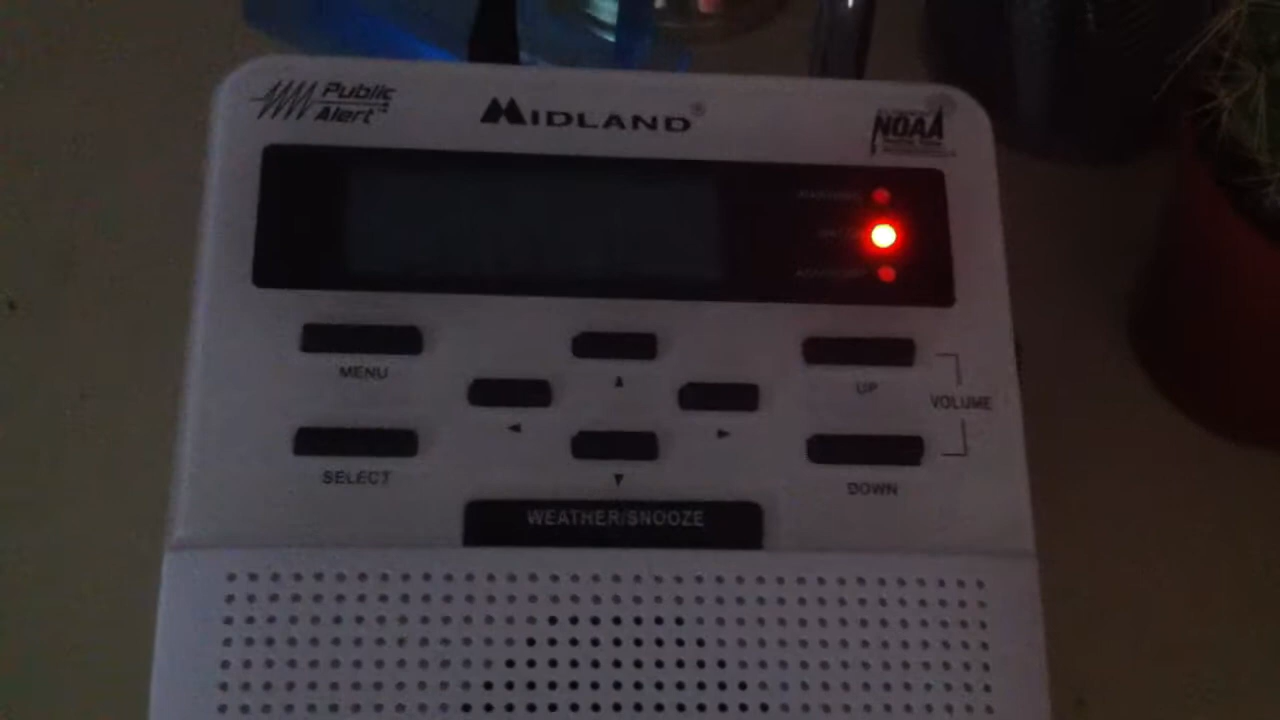 Public
Alert
MIDLAND®
NOAA
MENU
UP
VOLUME
SELECT
DOWN
WEATHER/SNOOZE